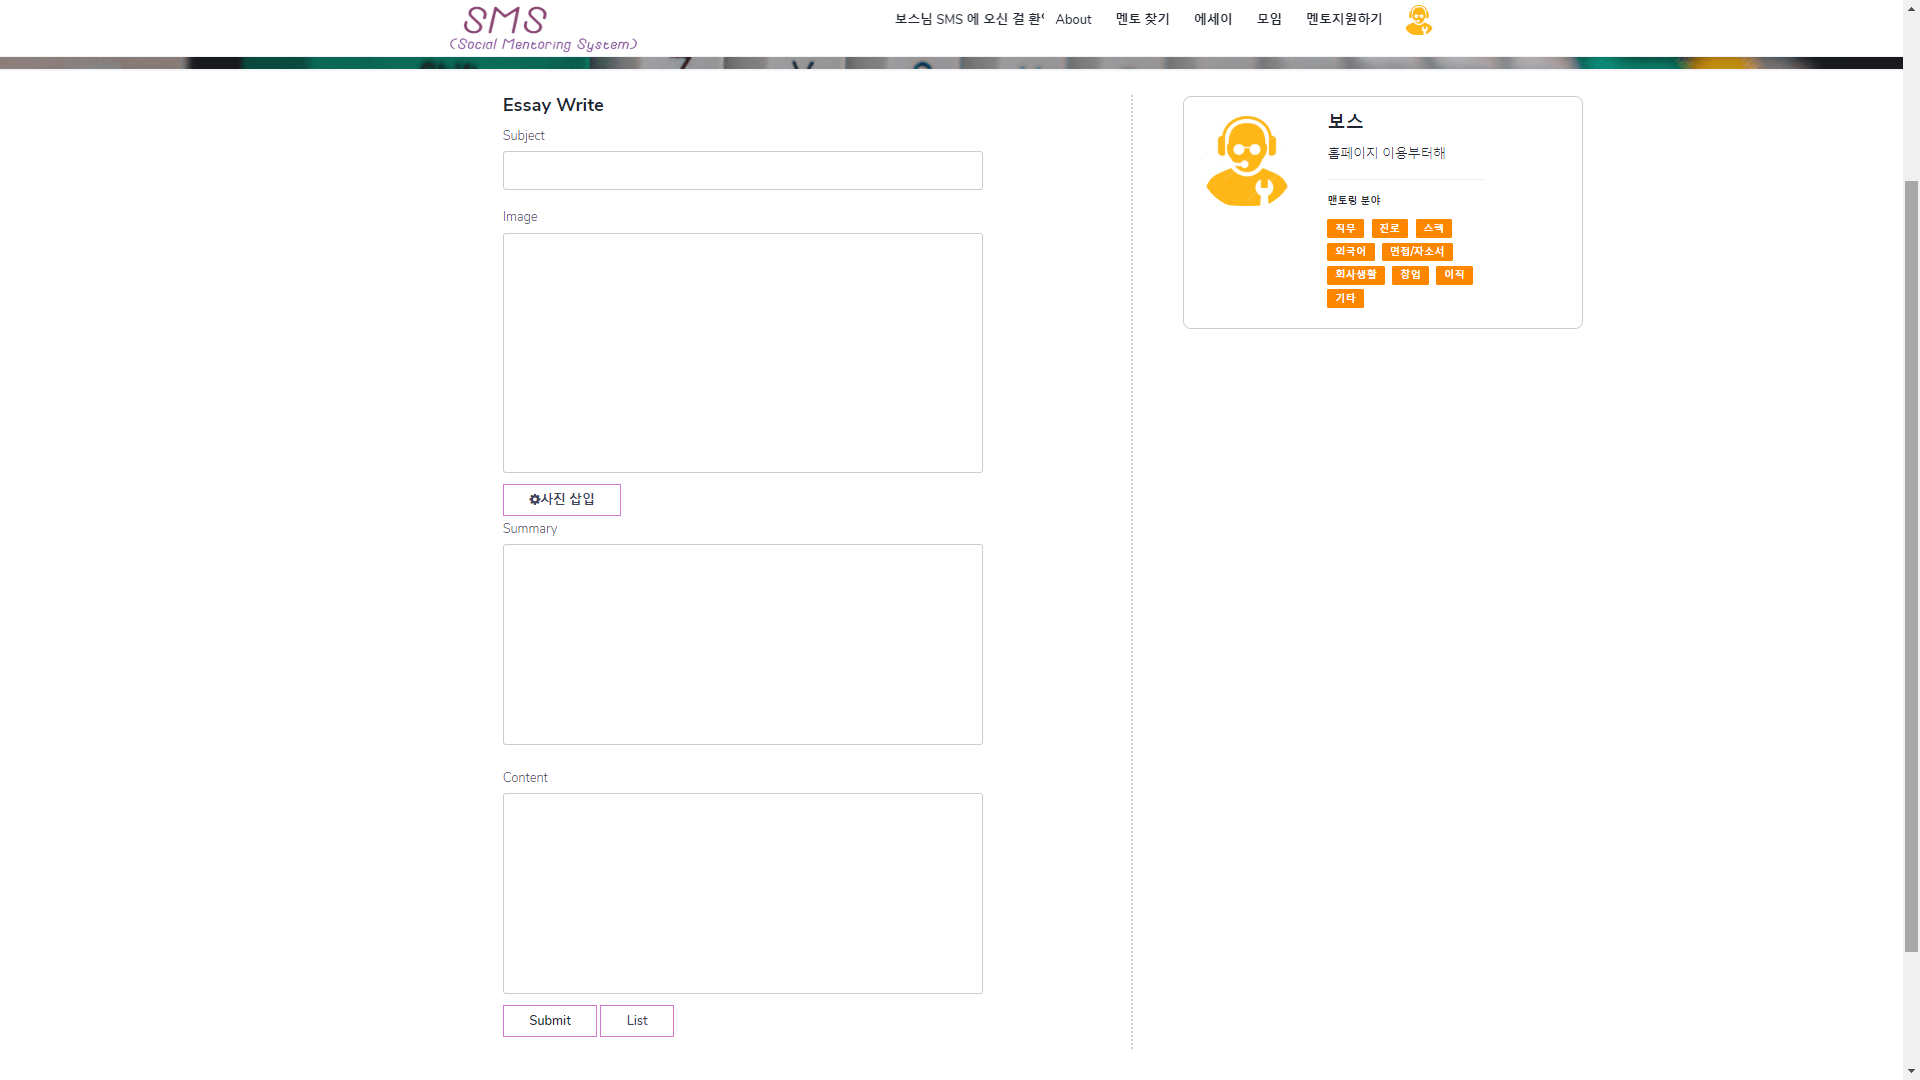 SMS
(Social Mentoring System)
보스님 SMS 에 오신 걸 환
About
멘토 찾기
에세이
모임
멘토지원하기
Essay Write
Subject
Image
사진 삽입
Summary
Content
Submit
List
보스
홈페이지 이용부터해
맨토링 분야
직무 진로 스펙
외국어 면접/자소서
회사생활 창업 이직
기타